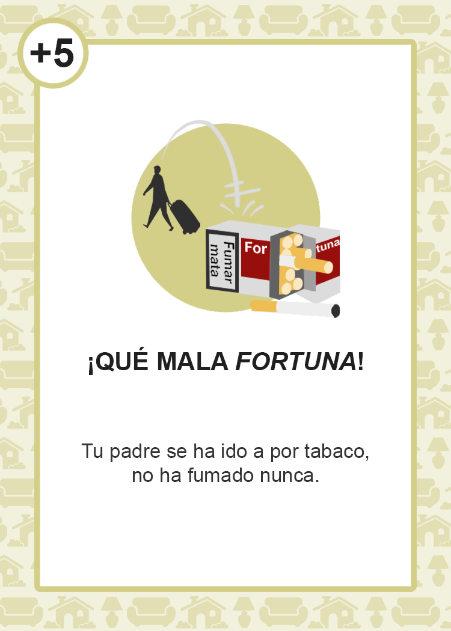 +5
Fumar
mata
For
tuna
¡QUÉ MALA FORTUNA!
Tu padre se ha ido a por tabaco,
no ha fumado nunca.